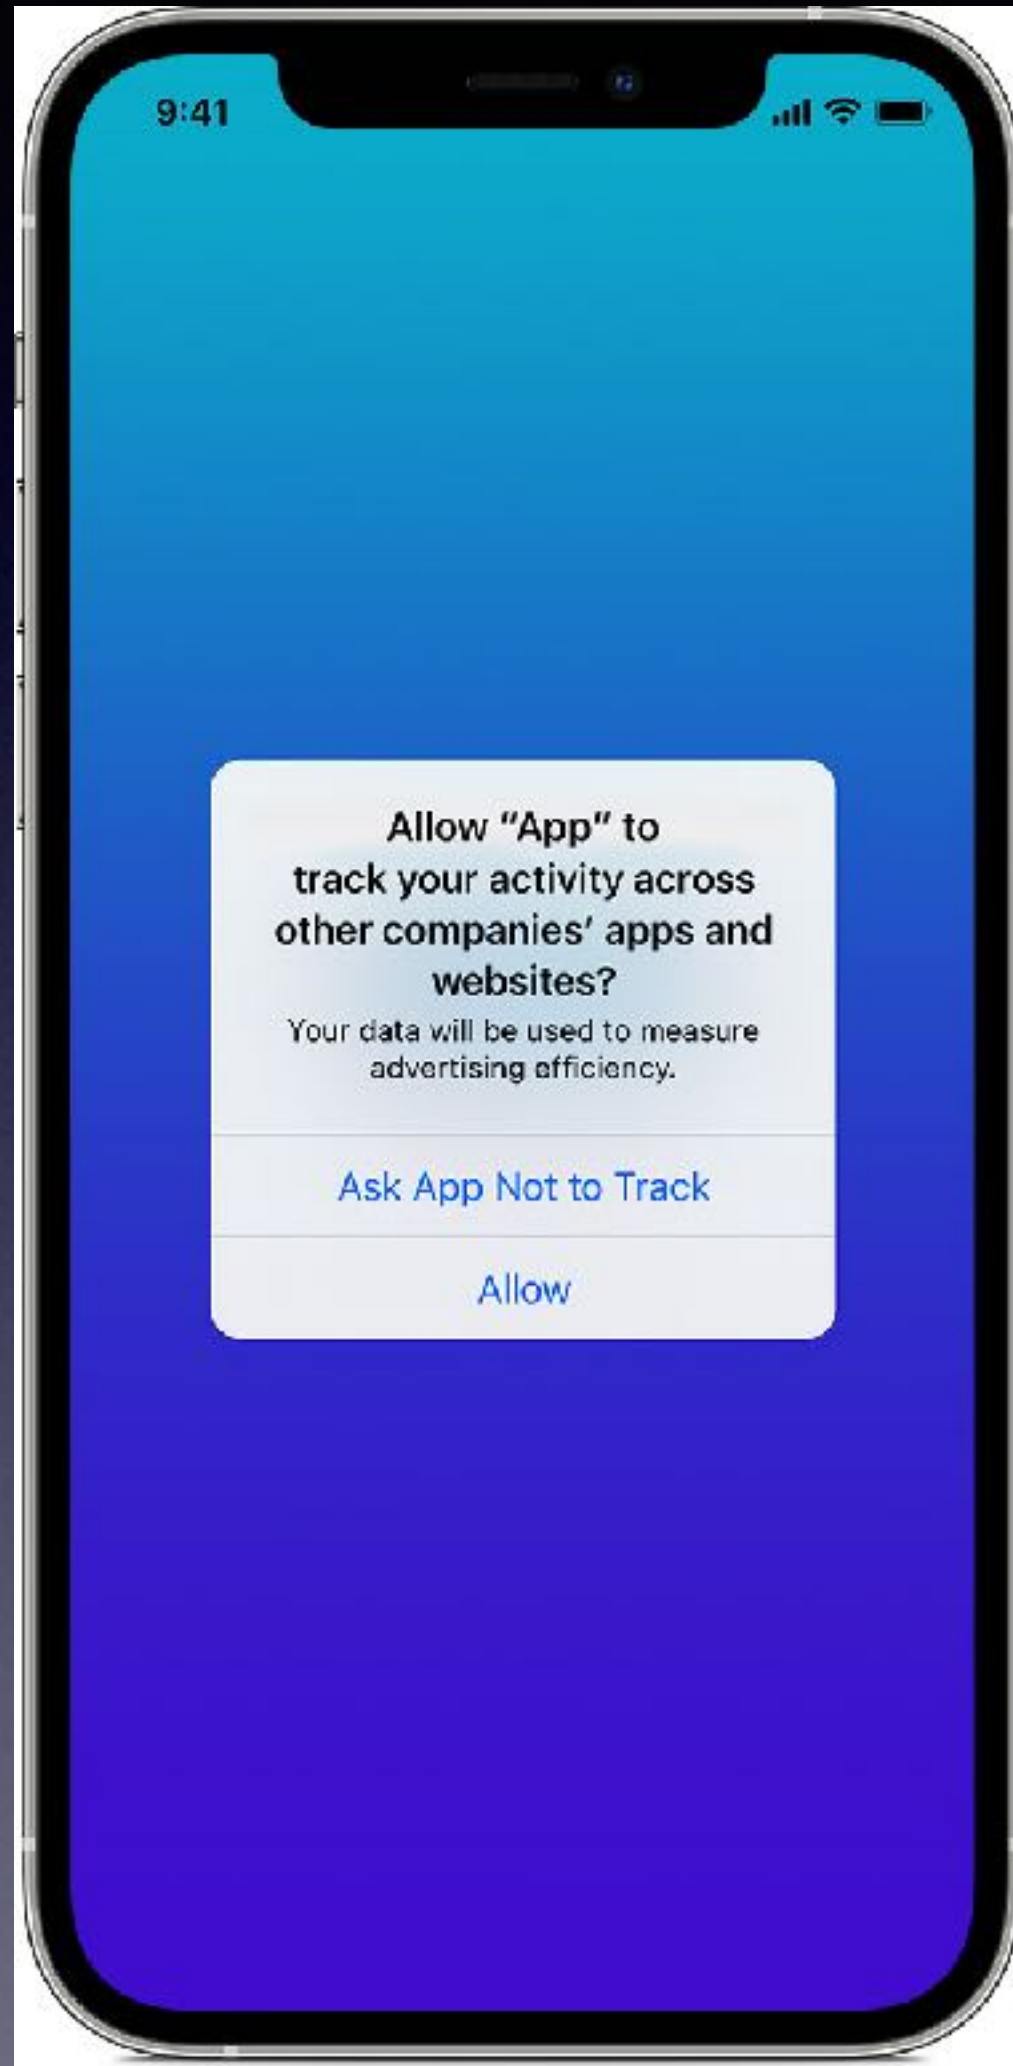 9:41
Allow “App” to
track your activity across
other companies’ apps and
websites?
Your data will be used to measure
advertising efficiency.
Ask App Not to Track
Allow